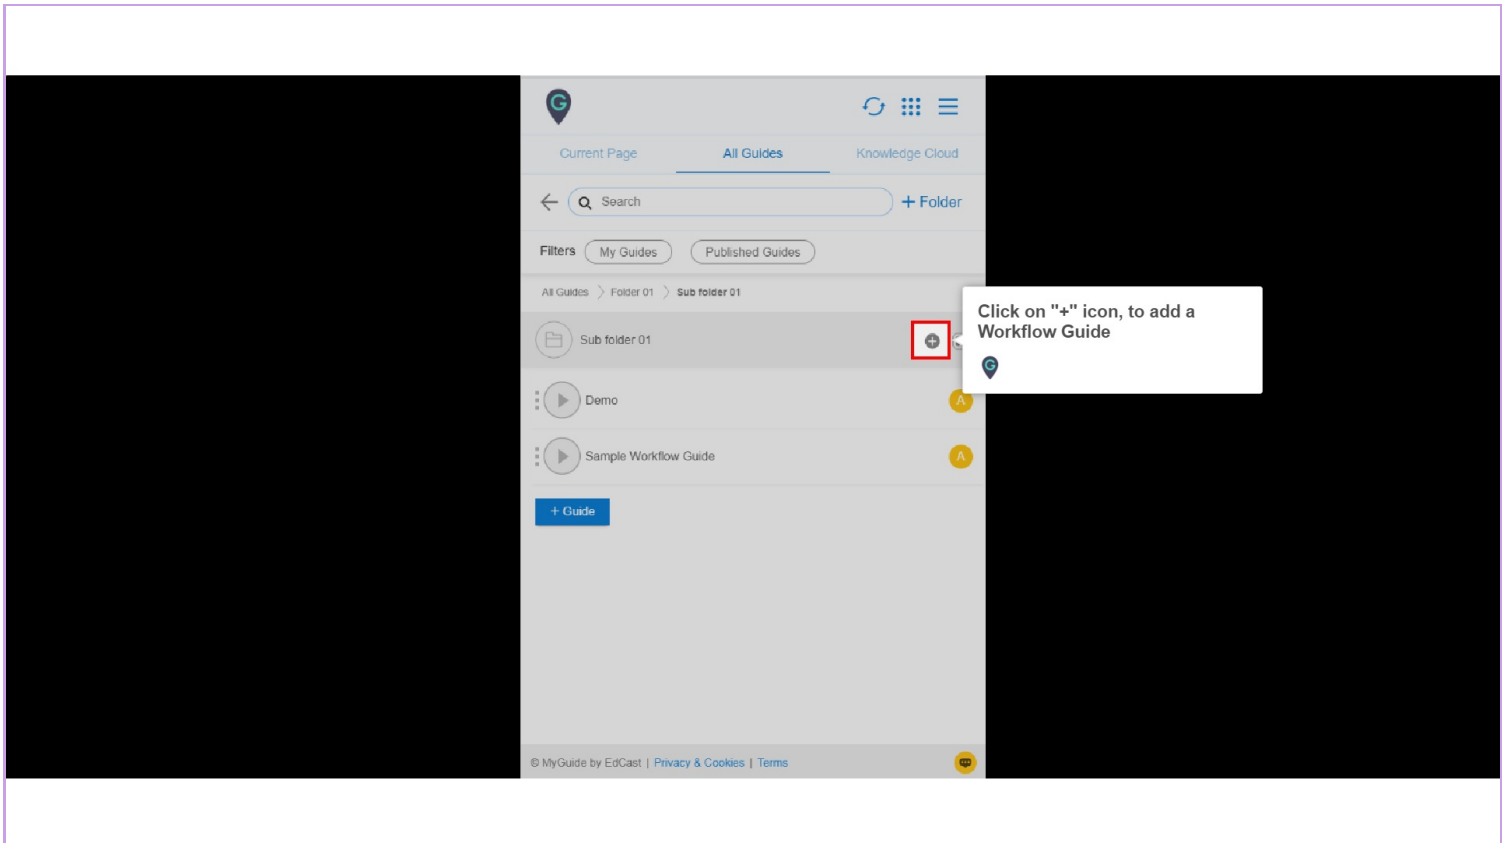 G
Current Page All Guides Knowledge Cloud
Search + Folder
Filters My Guides Published Guides
All Guides > Folder 01 > Sub folder 01
Click on "+" icon, to add a
Workflow Guide
G
Sub folder 01
Demo A
Sample Workflow Guide A
+ Guide
© MyGuide by EdCast | Privacy & Cookies | Terms